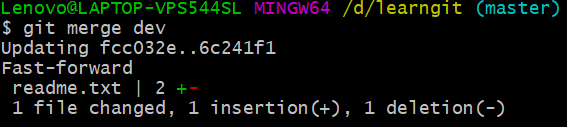 Lenovo@LAPTOP-VPS544SL MINGW64 /d/learngit (master)
$ git merge dev
Updating fcc032e..6c241f1
Fast-forward
 readme.txt | 2 +-
 1 file changed, 1 insertion(+), 1 deletion(-)